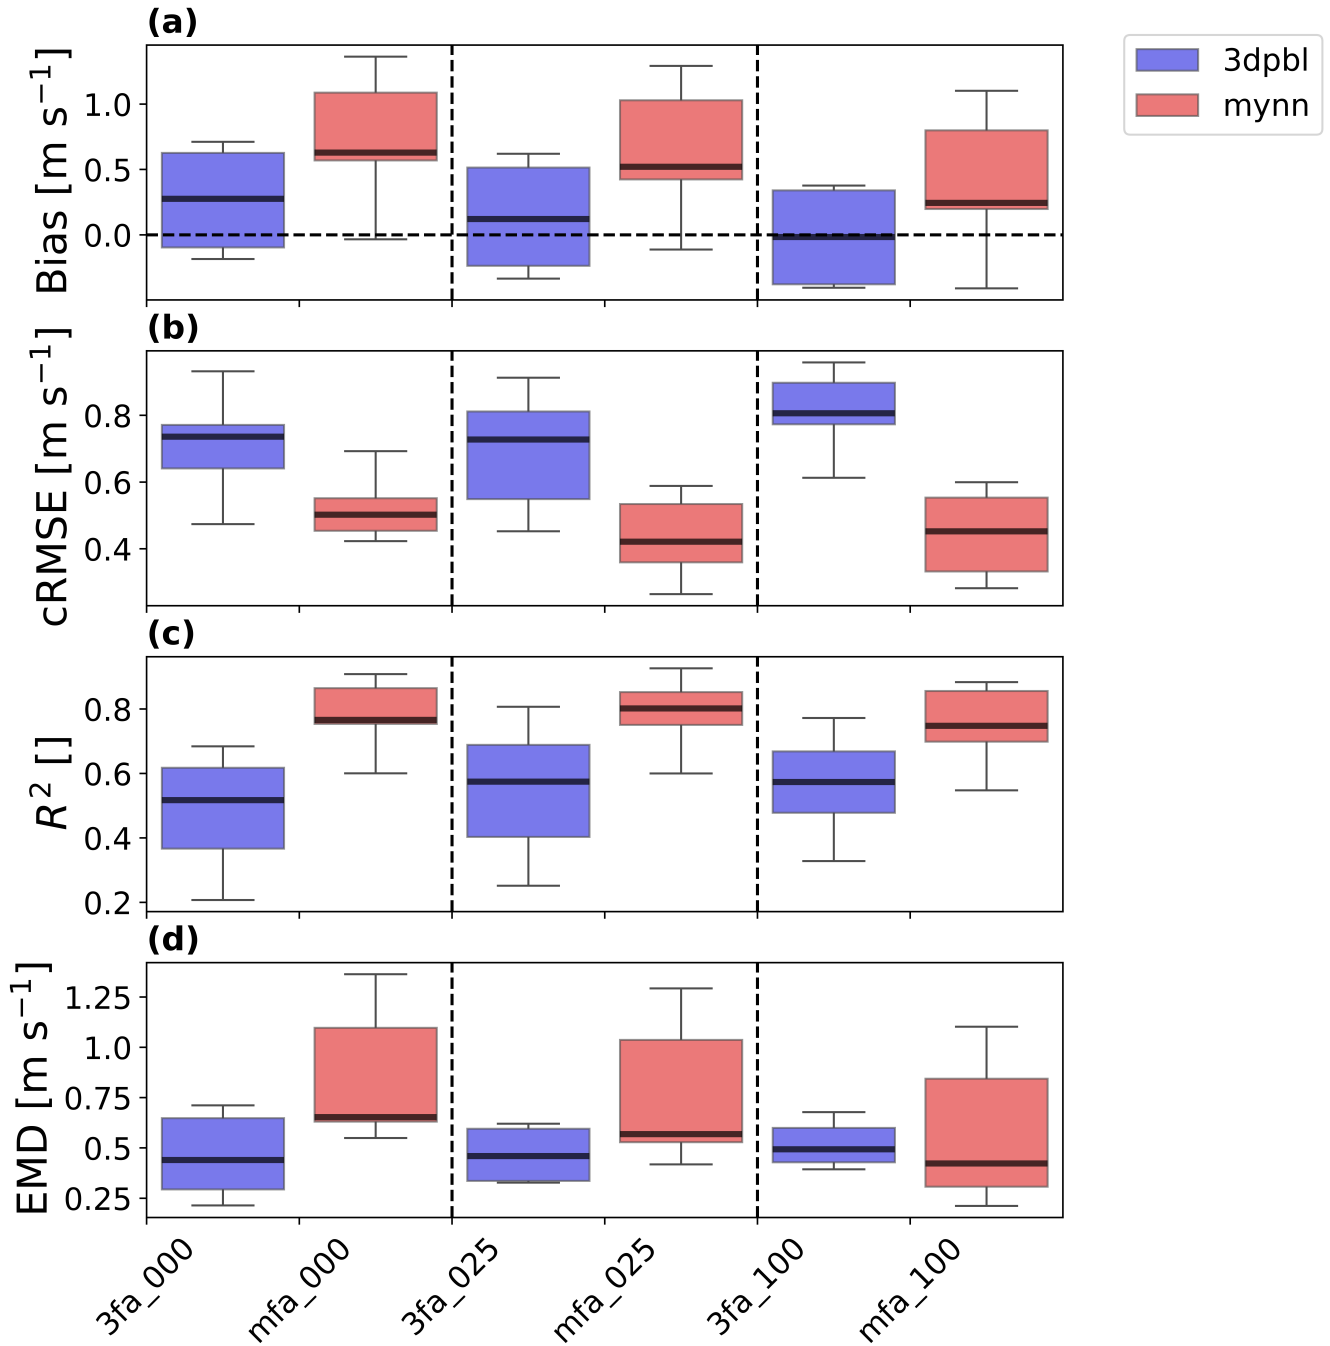 (a)
3dpbl
mynn
Bias [m s⁻¹]
1.0
0.5
0.0
(b)
cRMSE [m s⁻¹]
0.8
0.6
0.4
(c)
R² []
0.8
0.6
0.4
0.2
(d)
EMD [m s⁻¹]
1.25
1.0
0.75
0.5
0.25
3fa_000
mfa_000
3fa_025
mfa_025
3fa_100
mfa_100